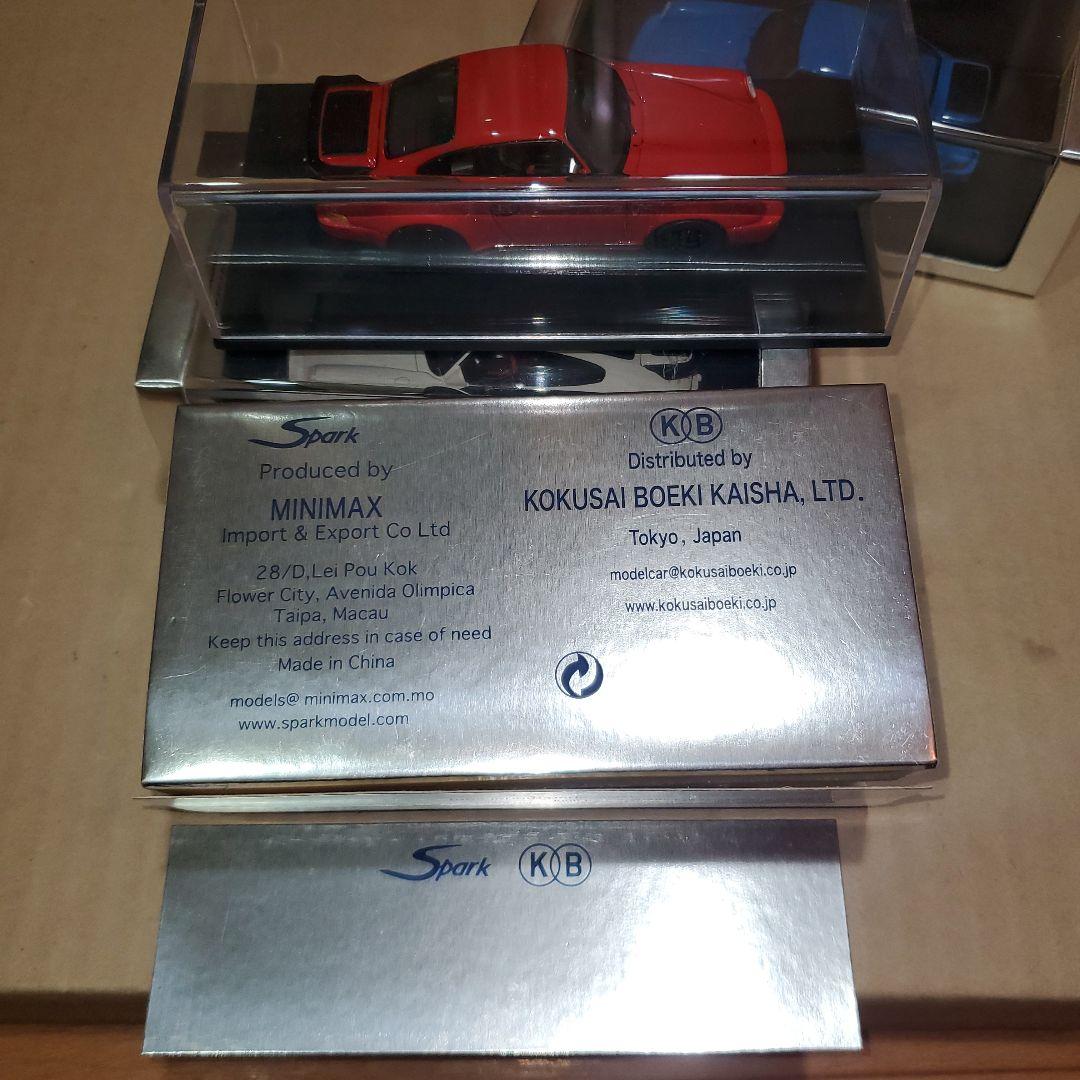 Spark
Produced by
MINIMAX
Import & Export Co Ltd
28/D,Lei Pou Kok
Flower City, Avenida Olimpica
Taipa, Macau
Keep this address in case of need
Made in China
models@ minimax.com.mo
www.sparkmodel.com
KB
Distributed by
KOKUSAI BOEKI KAISHA, LTD.
Tokyo, Japan
modelcar@kokusaiboeki.co.jp
www.kokusaiboeki.co.jp
Spark KB